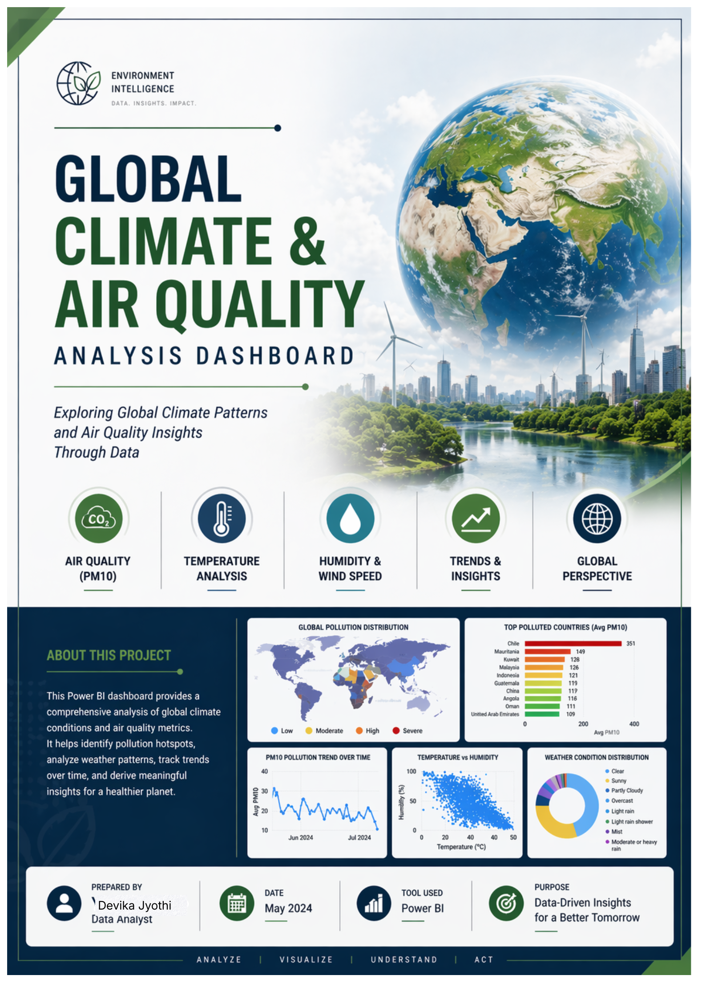 ENVIRONMENT
INTELLIGENCE
DATA. INSIGHTS. IMPACT.
GLOBAL
CLIMATE &
AIR QUALITY
ANALYSIS DASHBOARD
Exploring Global Climate Patterns
and Air Quality Insights
Through Data
CO2
AIR QUALITY
(PM10)
TEMPERATURE
ANALYSIS
HUMIDITY &
WIND SPEED
TRENDS &
INSIGHTS
GLOBAL
PERSPECTIVE
ABOUT THIS PROJECT
This Power BI dashboard provides a
comprehensive analysis of global climate
conditions and air quality metrics.
It helps identify pollution hotspots,
analyze weather patterns, track trends
over time, and derive meaningful
insights for a healthier planet.
GLOBAL POLLUTION DISTRIBUTION
Low Moderate High Severe
TOP POLLUTED COUNTRIES (Avg PM10)
Chile 351
Mauritania 149
Kuwait 128
Malaysia 126
Indonesia 121
Guatemala 119
China 119
Angola 116
Oman 111
United Arab Emirates 109
0 200 400
Avg PM10
PM10 POLLUTION TREND OVER TIME
Avg PM10
40
30
20
10
Jun 2024 Jul 2024
TEMPERATURE vs HUMIDITY
Humidity (%)
100
50
0
0 20 40 40 50
Temperature (°C)
WEATHER CONDITION DISTRIBUTION
Clear
Sunny
Partly Cloudy
Overcast
Light rain
Light rain shower
Mist
Moderate or heavy
rain
PREPARED BY
Devika Jyothi
Data Analyst
DATE
May 2024
TOOL USED
Power BI
PURPOSE
Data-Driven Insights
for a Better Tomorrow
ANALYZE | VISUALIZE | UNDERSTAND | ACT